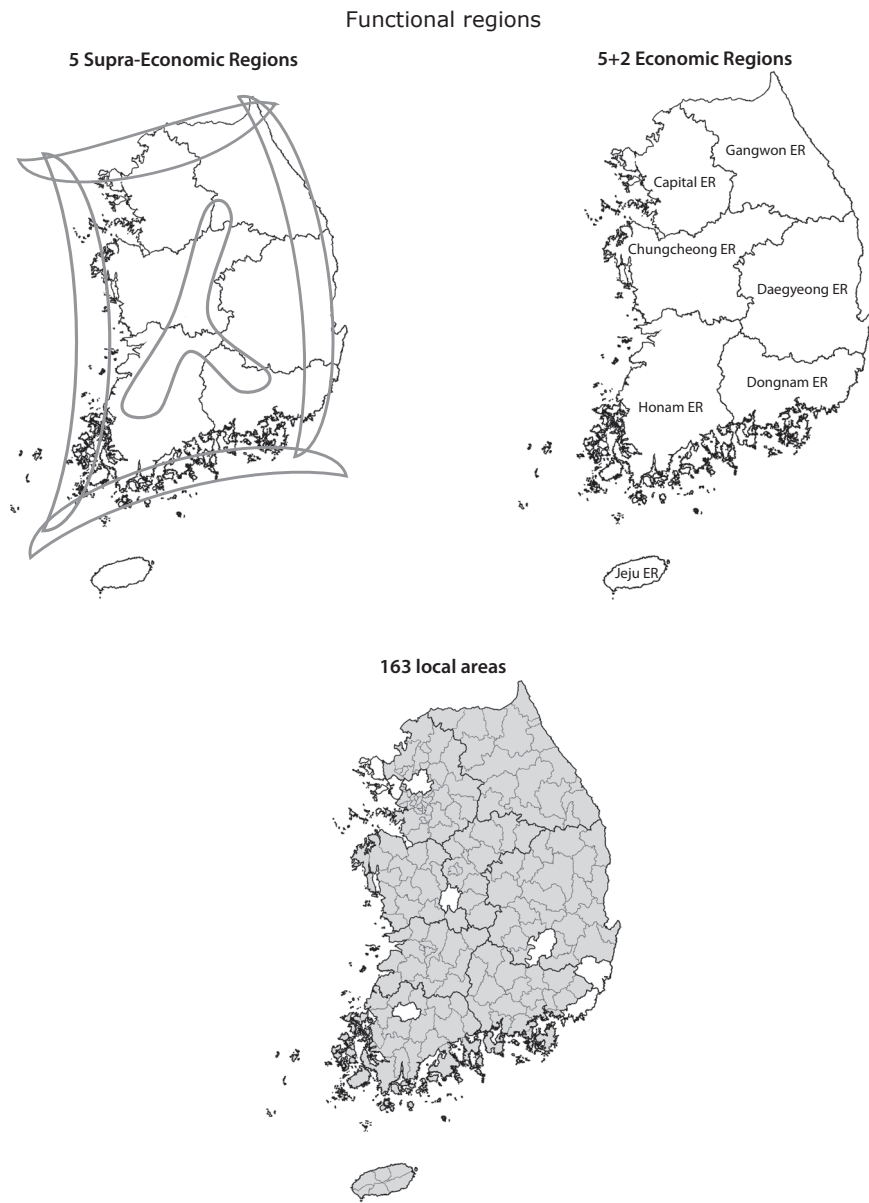 Functional regions
5 Supra-Economic Regions
5+2 Economic Regions
Gangwon ER
Capital ER
Chungcheong ER
Daegyeong ER
Dongnam ER
Honam ER
Jeju ER
163 local areas